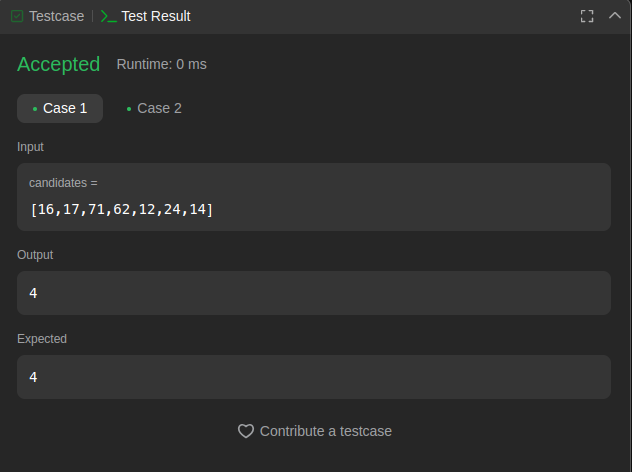 Testcase | Test Result
Accepted Runtime: 0 ms
Case 1 Case 2
Input
candidates =
[16,17,71,62,12,24,14]
Output
4
Expected
4
Contribute a testcase